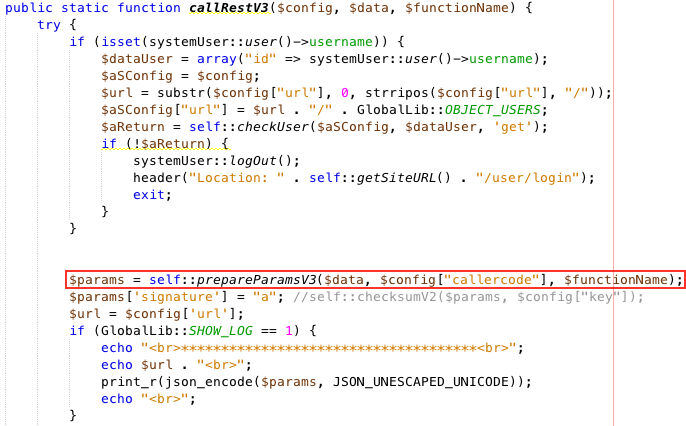 public static function callRestV3($config, $data, $functionName) {
    try {
        if (isset(systemUser::user()->username)) {
            $dataUser = array("id" => systemUser::user()->username);
            $aSConfig = $config;
            $url = substr($config["url"], 0, strripos($config["url"], "/"));
            $aSConfig["url"] = $url . "/" . GlobalLib::OBJECT_USERS;
            $aReturn = self::checkUser($aSConfig, $dataUser, 'get');
            if (!$aReturn) {
                systemUser::logOut();
                header("Location: " . self::getSiteURL() . "/user/login");
                exit;
            }
        }

        $params = self::prepareParamsV3($data, $config["callercode"], $functionName);
        $params['signature'] = "a"; //self::checksumV2($params, $config["key"]);
        $url = $config['url'];
        if (GlobalLib::SHOW_LOG == 1) {
            echo "<br>*************************************<br>";
            echo $url . "<br>";
            print_r(json_encode($params, JSON_UNESCAPED_UNICODE));
            echo "<br>";
        }